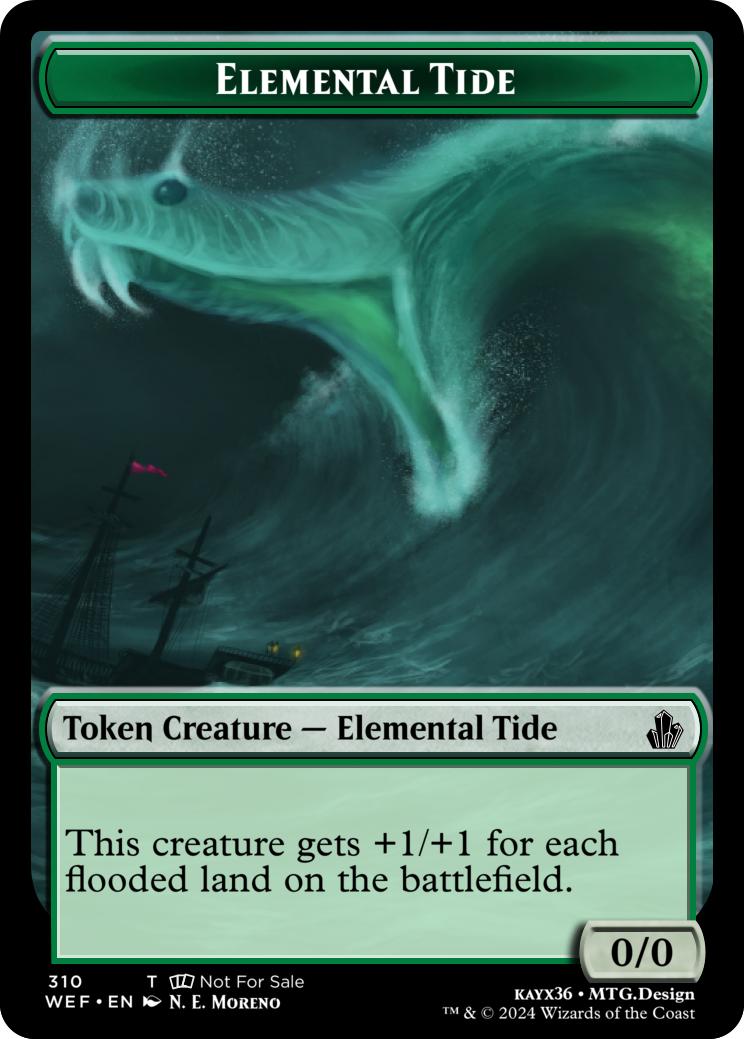 Elemental Tide
Token Creature — Elemental Tide
This creature gets +1/+1 for each
flooded land on the battlefield.
0/0
310 T Not For Sale
WEF • EN N. E. Moreno
kayx36 • MTG.Design
™ & © 2024 Wizards of the Coast